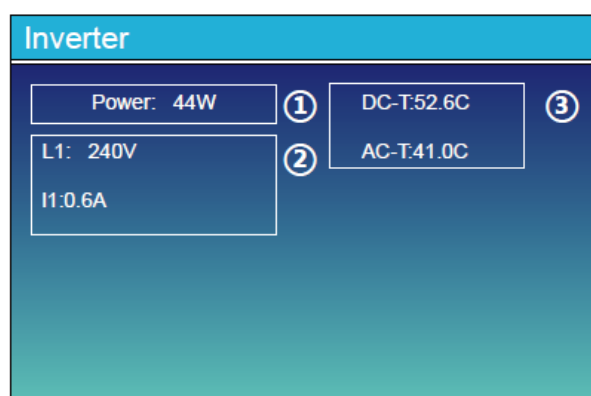 Inverter
Power: 44W
①
L1: 240V
I1:0.6A
②
DC-T:52.6C
AC-T:41.0C
③